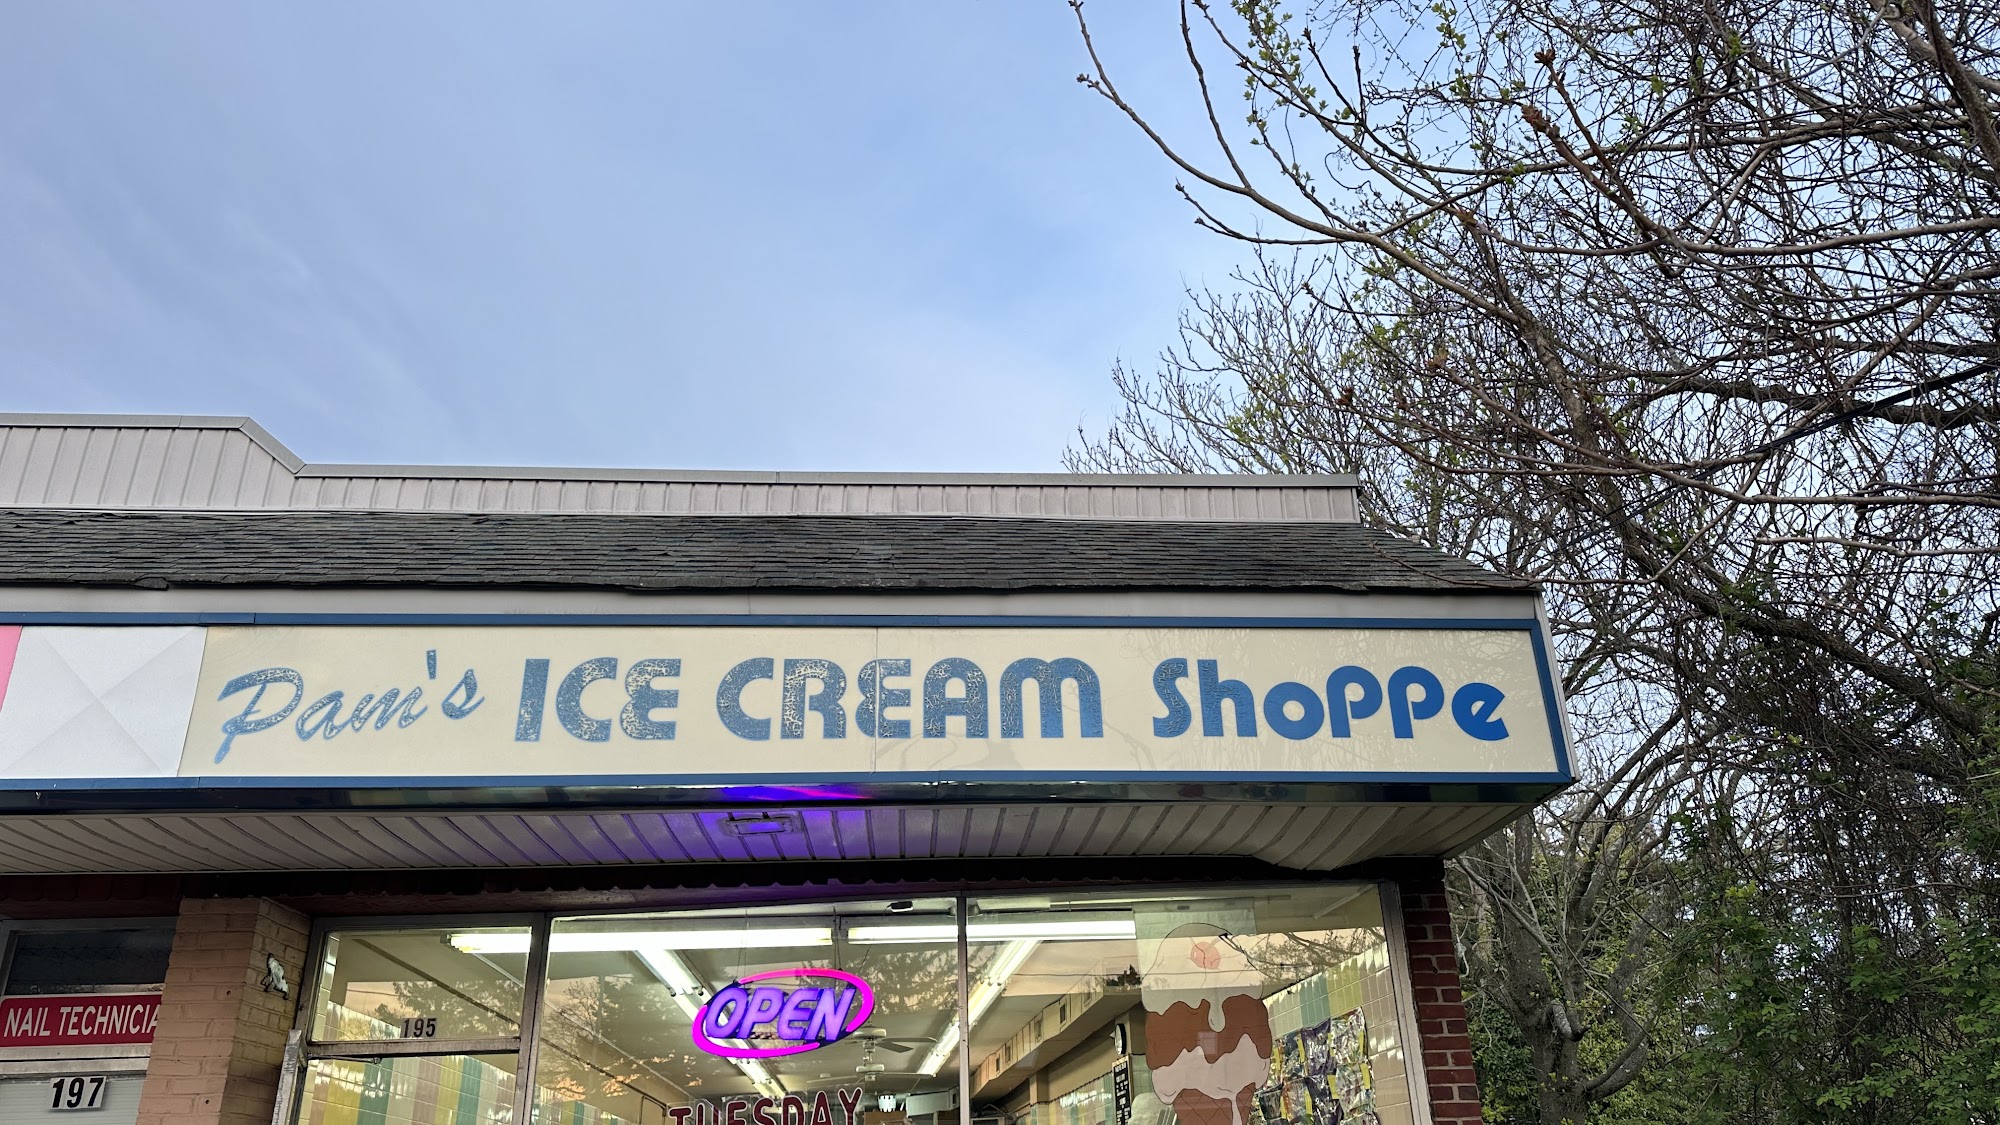 Pam's ICE CREAM Shoppe
OPEN
195
NAIL TECHNICIA
197
TUESDAY